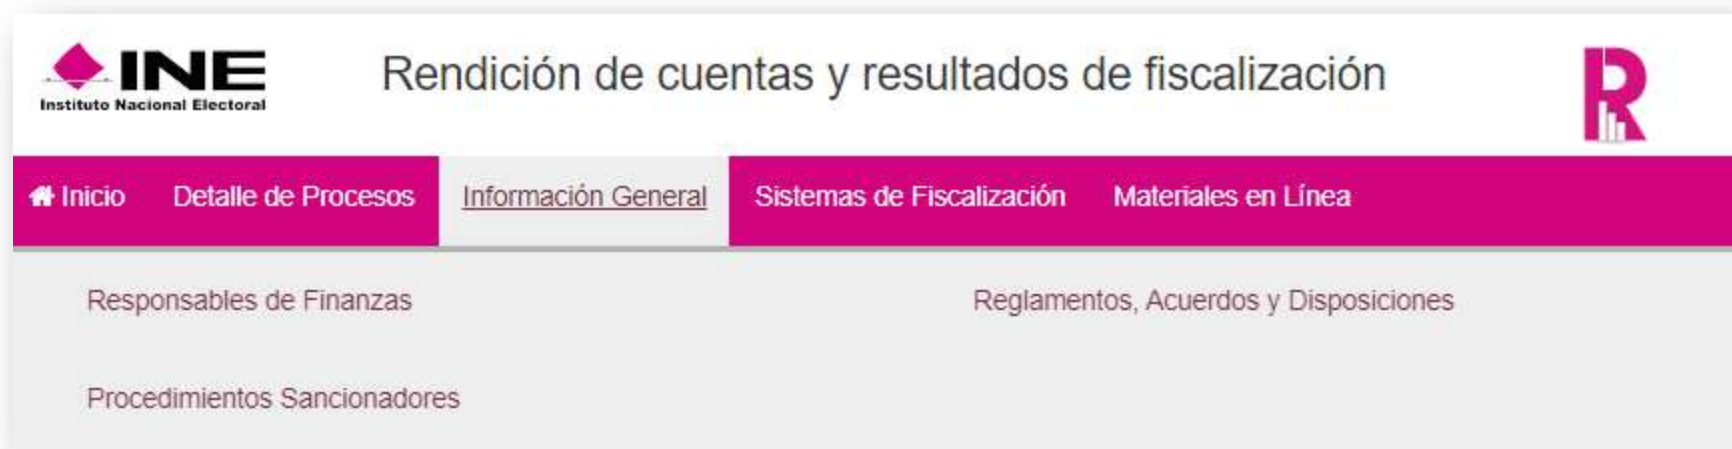 INE
Instituto Nacional Electoral
Rendición de cuentas y resultados de fiscalización
R
Inicio Detalle de Procesos Información General Sistemas de Fiscalización Materiales en Línea
Responsables de Finanzas Reglamentos, Acuerdos y Disposiciones
Procedimientos Sancionadores